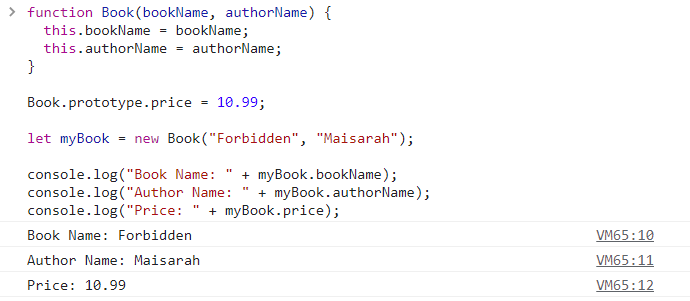 function Book(bookName, authorName) {
  this.bookName = bookName;
  this.authorName = authorName;
}
Book.prototype.price = 10.99;
let myBook = new Book("Forbidden", "Maisarah");
console.log("Book Name: " + myBook.bookName);
console.log("Author Name: " + myBook.authorName);
console.log("Price: " + myBook.price);
Book Name: Forbidden VM65:10
Author Name: Maisarah VM65:11
Price: 10.99 VM65:12